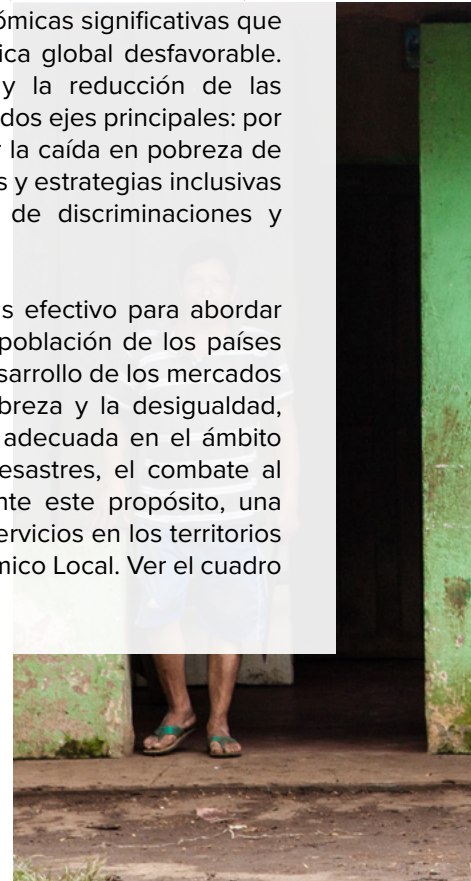 ómicas significativas que
ica global desfavorable.
y la reducción de las
dos ejes principales: por
la caída en pobreza de
s y estrategias inclusivas
de discriminaciones y
s efectivo para abordar
población de los países
sarrollo de los mercados
breza y la desigualdad,
adecuada en el ámbito
esastres, el combate al
nte este propósito, una
ervicios en los territorios
mico Local. Ver el cuadro